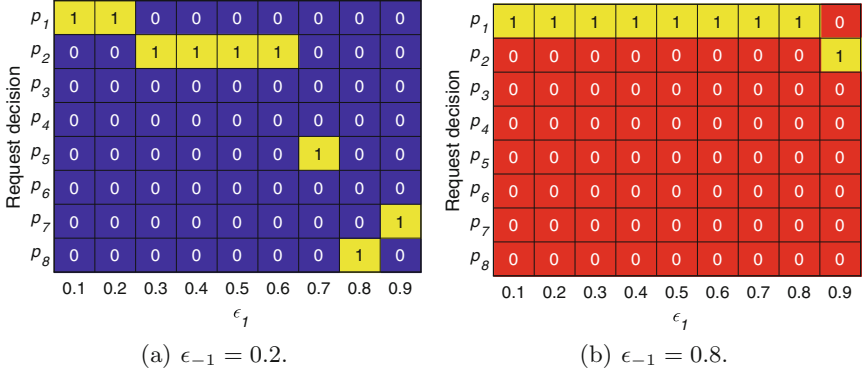 Request decision
p1 1 1 0 0 0 0 0 0 0
p2 0 0 1 1 1 1 0 0 0
p3 0 0 0 0 0 0 0 0 0
p4 0 0 0 0 0 0 0 0 0
p5 0 0 0 0 0 0 1 0 0
p6 0 0 0 0 0 0 0 0 0
p7 0 0 0 0 0 0 0 0 1
p8 0 0 0 0 0 0 0 1 0
0.1 0.2 0.3 0.4 0.5 0.6 0.7 0.8 0.9
ϵ1
(a) ϵ−1 = 0.2.
Request decision
p1 1 1 1 1 1 1 1 1 0
p2 0 0 0 0 0 0 0 0 1
p3 0 0 0 0 0 0 0 0 0
p4 0 0 0 0 0 0 0 0 0
p5 0 0 0 0 0 0 0 0 0
p6 0 0 0 0 0 0 0 0 0
p7 0 0 0 0 0 0 0 0 0
p8 0 0 0 0 0 0 0 0 0
0.1 0.2 0.3 0.4 0.5 0.6 0.7 0.8 0.9
ϵ1
(b) ϵ−1 = 0.8.